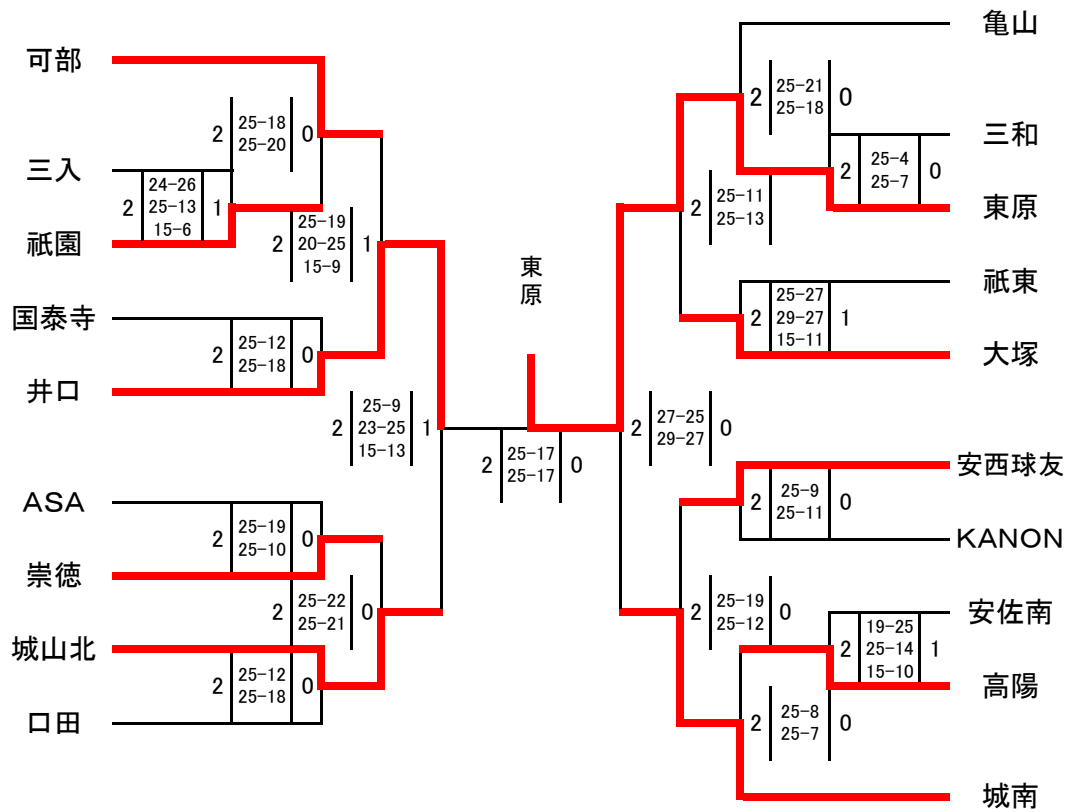 可部
2 25-18 0
25-20
三入
2 24-26 1
25-13
15-6
祇園
2 25-19 1
20-25
15-9
国泰寺
2 25-12 0
25-18
井口
2 25-9 1
23-25
15-13
ASA
2 25-19 0
25-10
崇徳
2 25-22 0
25-21
城山北
2 25-12 0
25-18
口田
東原
2 25-17 0
25-17
亀山
2 25-21 0
25-18
三和
2 25-4 0
25-7
東原
2 25-11
25-13
祇東
2 25-27 1
29-27
15-11
大塚
2 27-25 0
29-27
安西球友
2 25-9 0
25-11
KANON
2 25-19 0
25-12
安佐南
2 19-25 1
25-14
15-10
高陽
2 25-8 0
25-7
城南